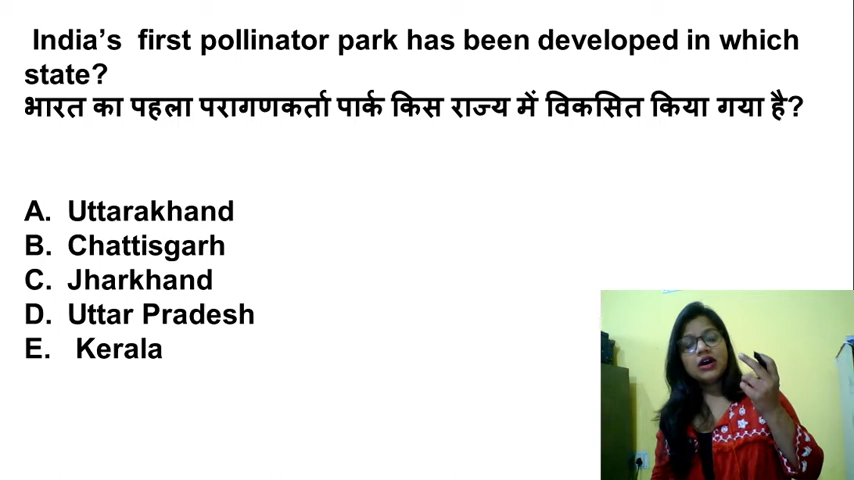 India’s first pollinator park has been developed in which
state?
भारत का पहला परागणकर्ता पार्क किस राज्य में विकसित किया गया है?
A. Uttarakhand
B. Chattisgarh
C. Jharkhand
D. Uttar Pradesh
E. Kerala